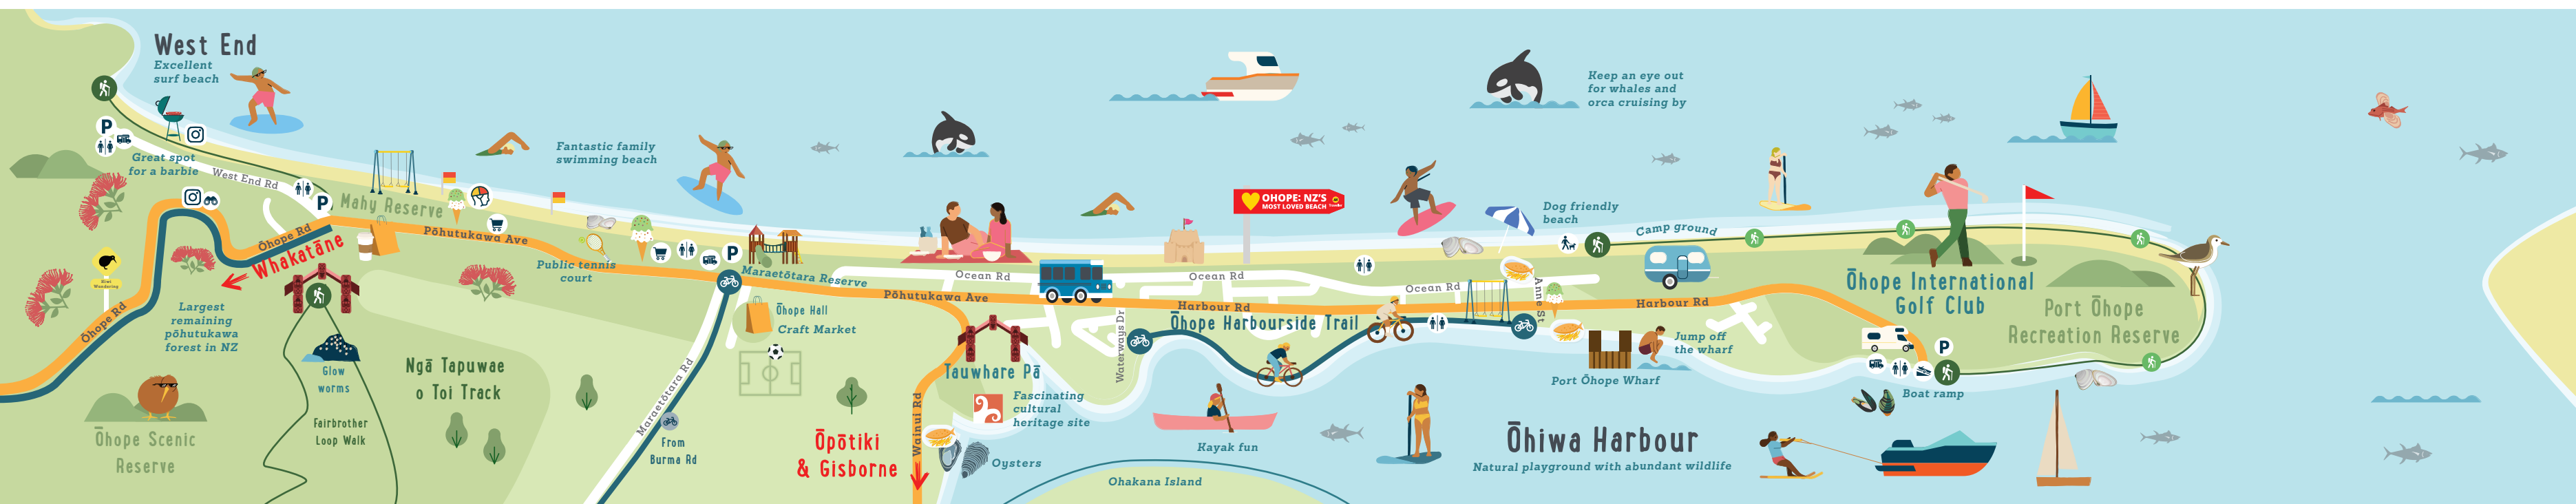 West End
Excellent
surf beach
P
Great spot
for a barbie
West End Rd
P
Mahy Reserve
Fantastic family
swimming beach
Ōhope Rd
Whakatāne
Pōhutukawa Ave
Public tennis
court
P
Maraetōtara Reserve
Ōhope Rd
Largest
remaining
pōhutukawa
forest in NZ
Ōhope Scenic
Reserve
Glow
worms
Fairbrother
Loop Walk
Ngā Tapuwae
o Toi Track
Maraetōtara Rd
From
Burma Rd
Ōhope Hall
Craft Market
Pōhutukawa Ave
Ocean Rd
Ōpōtiki
& Gisborne
Wainui Rd
Tauwhare Pā
Fascinating
cultural
heritage site
Oysters
Ohakana Island
Waterways Dr
OHOPE: NZ'S
MOST LOVED BEACH
Ocean Rd
Harbour Rd
Ōhope Harbourside Trail
Kayak fun
Ocean Rd
Keep an eye out
for whales and
orca cruising by
Dog friendly
beach
Anne St
Camp ground
Harbour Rd
Jump off
the wharf
Port Ōhope Wharf
Ōhiwa Harbour
Natural playground with abundant wildlife
Ōhope International
Golf Club
Port Ōhope
Recreation Reserve
P
Boat ramp